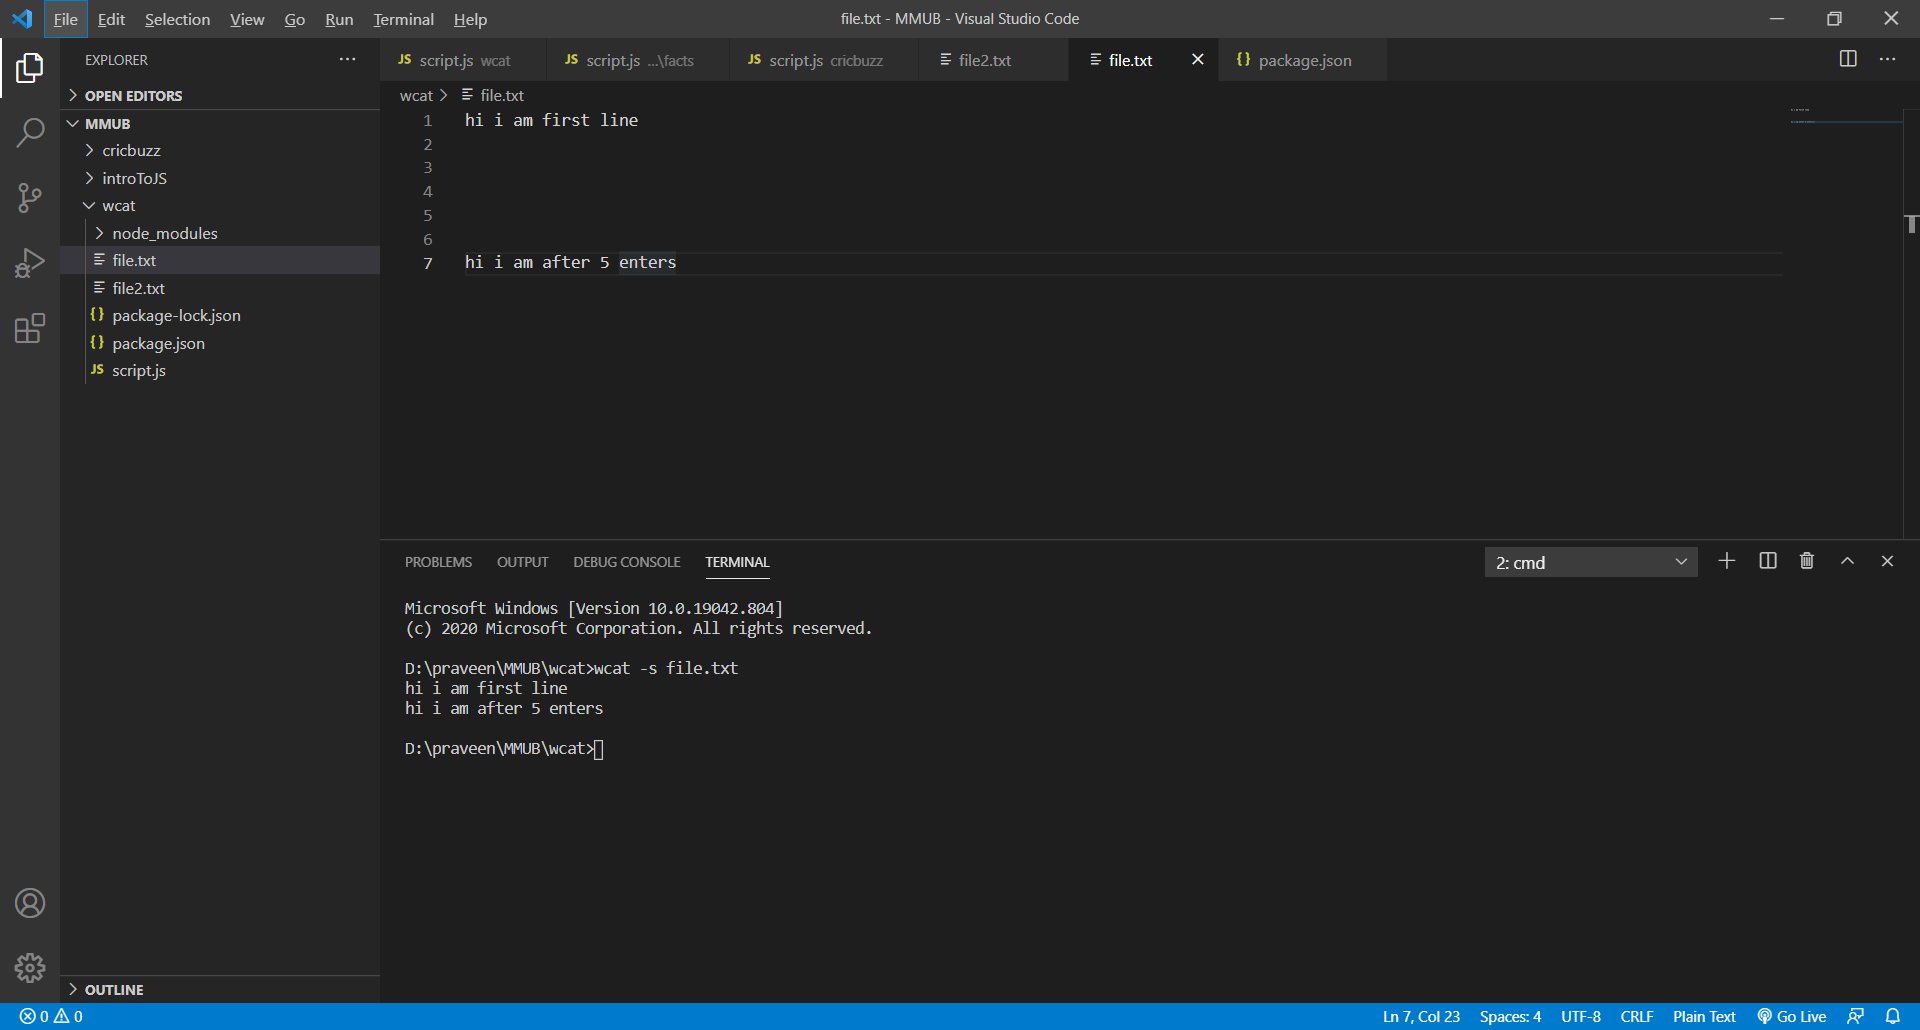 File Edit Selection View Go Run Terminal Help file.txt - MMUB - Visual Studio Code
EXPLORER
OPEN EDITORS
MMUB
cricbuzz
introToJS
wcat
node_modules
file.txt
file2.txt
package-lock.json
package.json
JS script.js
OUTLINE
JS script.js wcat JS script.js ...\facts JS script.js cricbuzz file2.txt file.txt {} package.json
wcat > file.txt
1 hi i am first line
2
3
4
5
6
7 hi i am after 5 enters
PROBLEMS OUTPUT DEBUG CONSOLE TERMINAL 2: cmd
Microsoft Windows [Version 10.0.19042.804]
(c) 2020 Microsoft Corporation. All rights reserved.
D:\praveen\MMUB\wcat>wcat -s file.txt
hi i am first line
hi i am after 5 enters
D:\praveen\MMUB\wcat>
0 0 Ln 7, Col 23 Spaces: 4 UTF-8 CRLF Plain Text Go Live